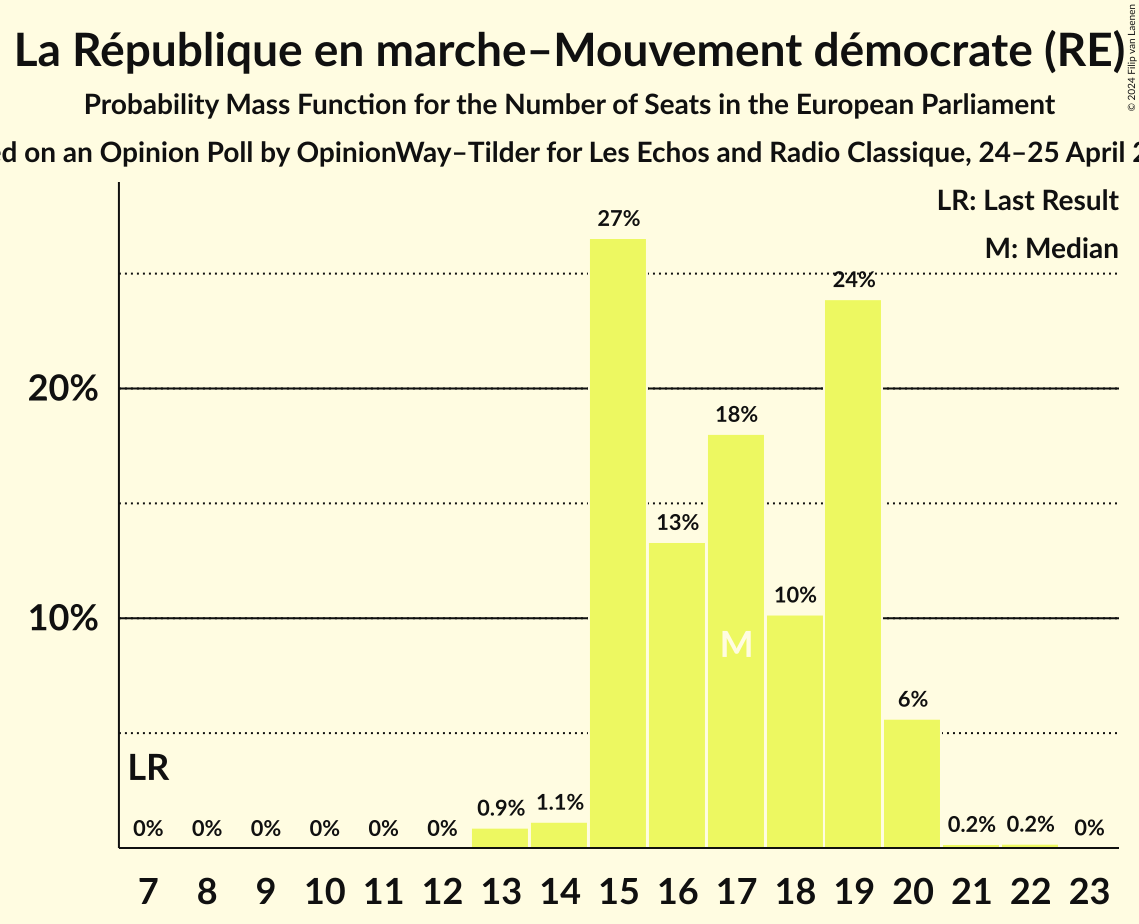 La République en marche–Mouvement démocrate (RE)
© 2024 Filip van Laenen
Probability Mass Function for the Number of Seats in the European Parliament
on an Opinion Poll by OpinionWay–Tilder for Les Echos and Radio Classique, 24–25 April
LR: Last Result
M: Median
27%
24%
20%
18%
13%
10%
10%
M
6%
LR
0% 0% 0% 0% 0% 0% 0.9% 1.1% 0.2% 0.2% 0%
7 8 9 10 11 12 13 14 15 16 17 18 19 20 21 22 23